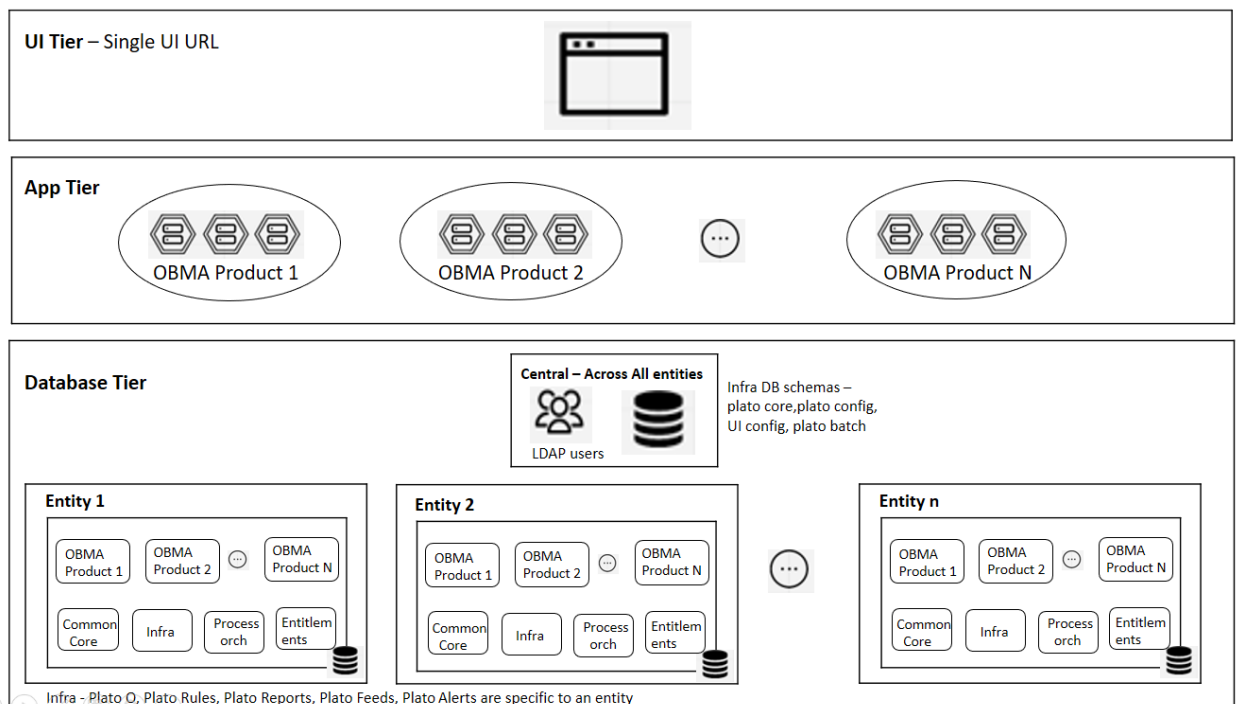 UI Tier – Single UI URL
App Tier
OBMA Product 1
OBMA Product 2
OBMA Product N
Database Tier
Central – Across All entities
LDAP users
Infra DB schemas –
plato core,plato config,
UI config, plato batch
Entity 1
OBMA
Product 1
OBMA
Product 2
OBMA
Product N
Common
Core
Infra
Process
orch
Entitlem
ents
Entity 2
OBMA
Product 1
OBMA
Product 2
OBMA
Product N
Common
Core
Infra
Process
orch
Entitlem
ents
Entity n
OBMA
Product 1
OBMA
Product 2
OBMA
Product N
Common
Core
Infra
Process
orch
Entitlem
ents
Infra - Plato O, Plato Rules, Plato Reports, Plato Feeds, Plato Alerts are specific to an entity